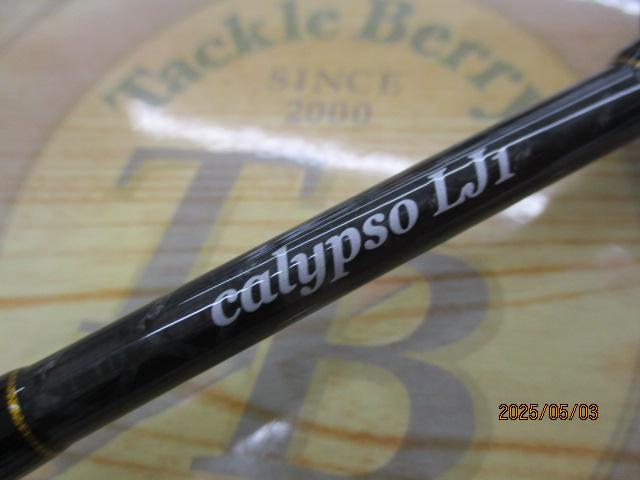 Tackle Berry
SINCE
2000
TB
calypso LJ1
2025/05/03